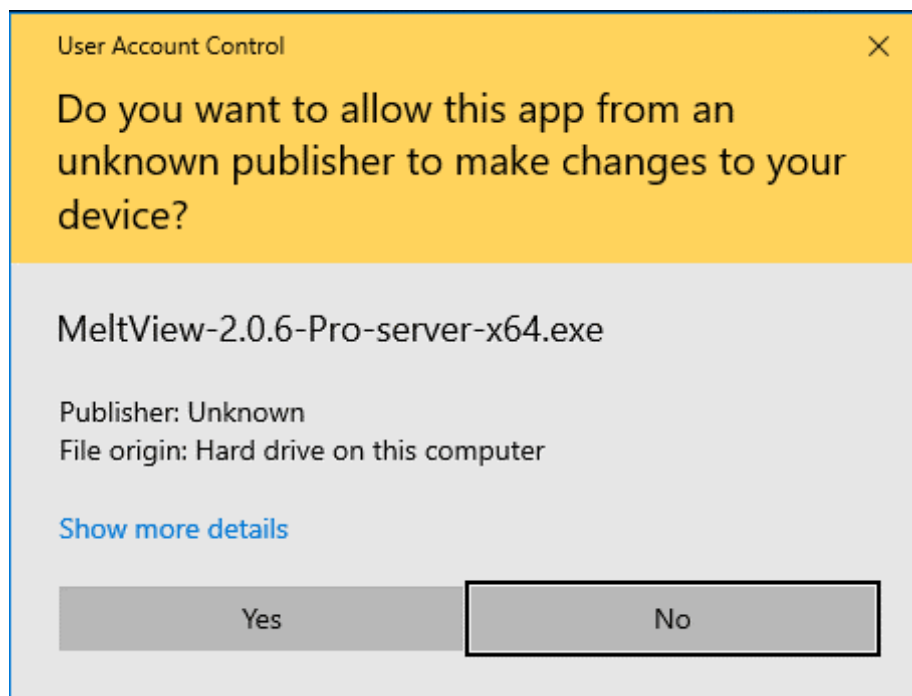 User Account Control
Do you want to allow this app from an
unknown publisher to make changes to your
device?
MeltView-2.0.6-Pro-server-x64.exe
Publisher: Unknown
File origin: Hard drive on this computer
Show more details
Yes No